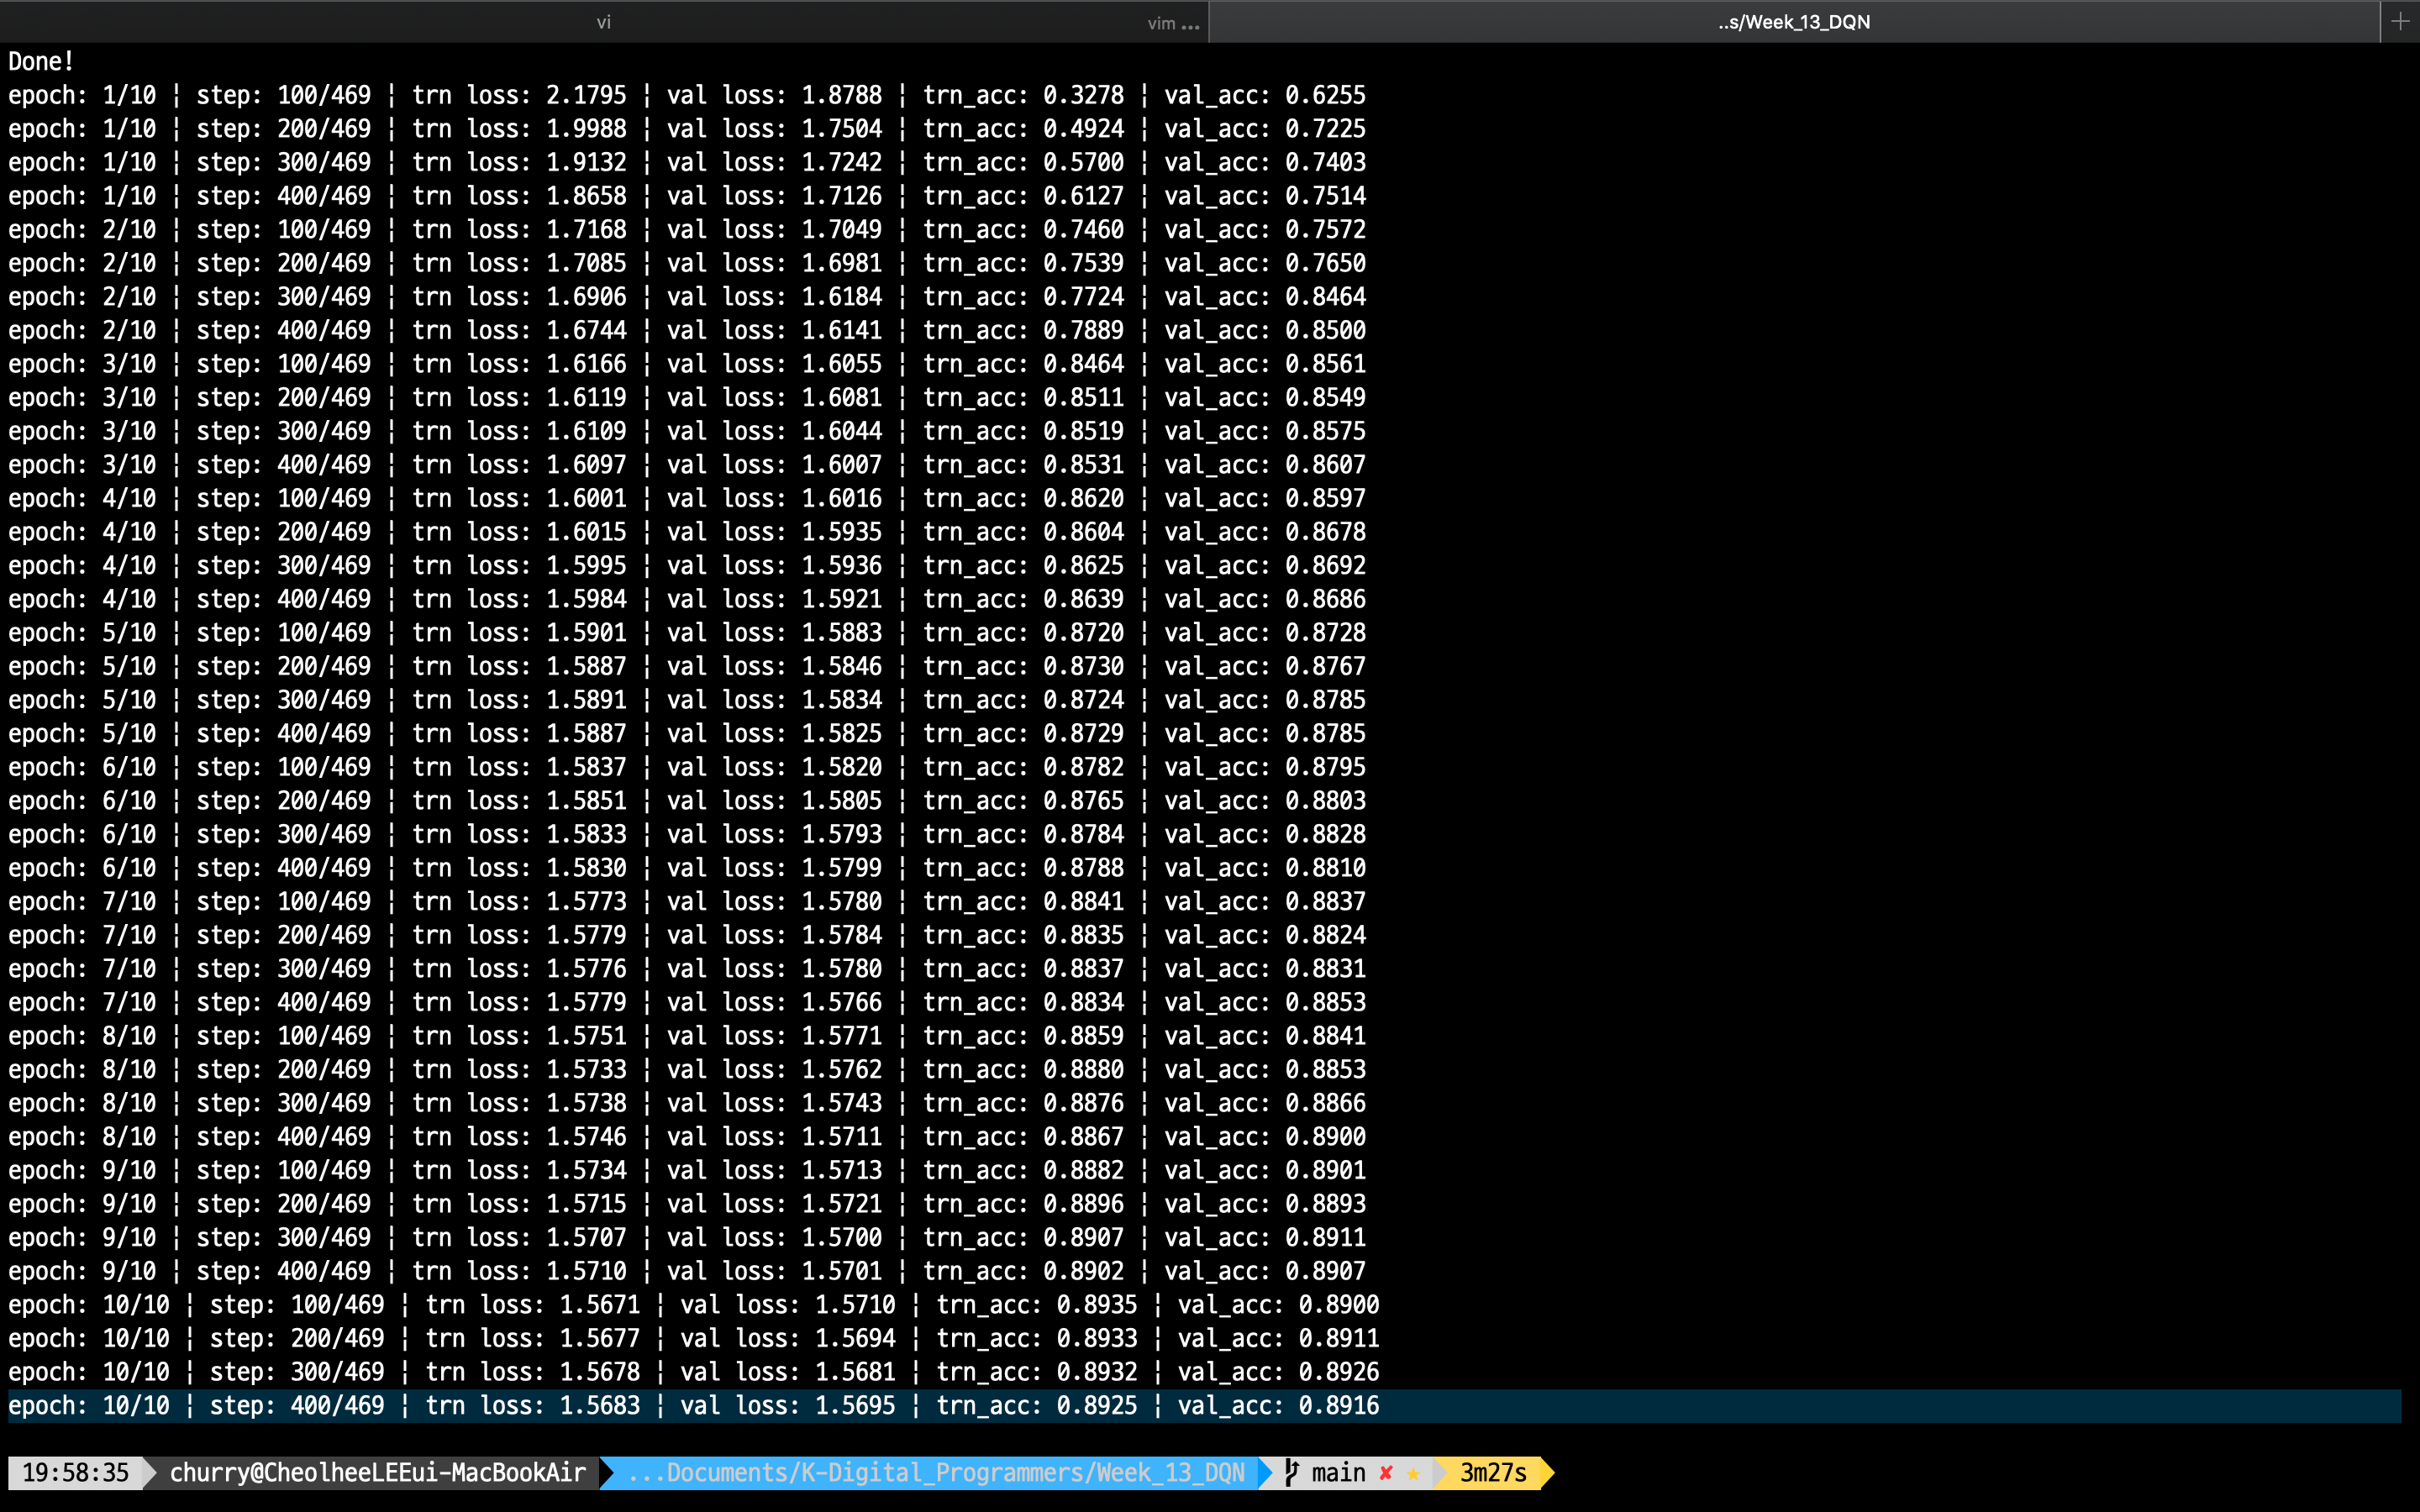 vi
vim ...
..s/Week_13_DQN
+
Done!
epoch: 1/10 ¦ step: 100/469 ¦ trn loss: 2.1795 ¦ val loss: 1.8788 ¦ trn_acc: 0.3278 ¦ val_acc: 0.6255
epoch: 1/10 ¦ step: 200/469 ¦ trn loss: 1.9988 ¦ val loss: 1.7504 ¦ trn_acc: 0.4924 ¦ val_acc: 0.7225
epoch: 1/10 ¦ step: 300/469 ¦ trn loss: 1.9132 ¦ val loss: 1.7242 ¦ trn_acc: 0.5700 ¦ val_acc: 0.7403
epoch: 1/10 ¦ step: 400/469 ¦ trn loss: 1.8658 ¦ val loss: 1.7126 ¦ trn_acc: 0.6127 ¦ val_acc: 0.7514
epoch: 2/10 ¦ step: 100/469 ¦ trn loss: 1.7168 ¦ val loss: 1.7049 ¦ trn_acc: 0.7460 ¦ val_acc: 0.7572
epoch: 2/10 ¦ step: 200/469 ¦ trn loss: 1.7085 ¦ val loss: 1.6981 ¦ trn_acc: 0.7539 ¦ val_acc: 0.7650
epoch: 2/10 ¦ step: 300/469 ¦ trn loss: 1.6906 ¦ val loss: 1.6184 ¦ trn_acc: 0.7724 ¦ val_acc: 0.8464
epoch: 2/10 ¦ step: 400/469 ¦ trn loss: 1.6744 ¦ val loss: 1.6141 ¦ trn_acc: 0.7889 ¦ val_acc: 0.8500
epoch: 3/10 ¦ step: 100/469 ¦ trn loss: 1.6166 ¦ val loss: 1.6055 ¦ trn_acc: 0.8464 ¦ val_acc: 0.8561
epoch: 3/10 ¦ step: 200/469 ¦ trn loss: 1.6119 ¦ val loss: 1.6081 ¦ trn_acc: 0.8511 ¦ val_acc: 0.8549
epoch: 3/10 ¦ step: 300/469 ¦ trn loss: 1.6109 ¦ val loss: 1.6044 ¦ trn_acc: 0.8519 ¦ val_acc: 0.8575
epoch: 3/10 ¦ step: 400/469 ¦ trn loss: 1.6097 ¦ val loss: 1.6007 ¦ trn_acc: 0.8531 ¦ val_acc: 0.8607
epoch: 4/10 ¦ step: 100/469 ¦ trn loss: 1.6001 ¦ val loss: 1.6016 ¦ trn_acc: 0.8620 ¦ val_acc: 0.8597
epoch: 4/10 ¦ step: 200/469 ¦ trn loss: 1.6015 ¦ val loss: 1.5935 ¦ trn_acc: 0.8604 ¦ val_acc: 0.8678
epoch: 4/10 ¦ step: 300/469 ¦ trn loss: 1.5995 ¦ val loss: 1.5936 ¦ trn_acc: 0.8625 ¦ val_acc: 0.8692
epoch: 4/10 ¦ step: 400/469 ¦ trn loss: 1.5984 ¦ val loss: 1.5921 ¦ trn_acc: 0.8639 ¦ val_acc: 0.8686
epoch: 5/10 ¦ step: 100/469 ¦ trn loss: 1.5901 ¦ val loss: 1.5883 ¦ trn_acc: 0.8720 ¦ val_acc: 0.8728
epoch: 5/10 ¦ step: 200/469 ¦ trn loss: 1.5887 ¦ val loss: 1.5846 ¦ trn_acc: 0.8730 ¦ val_acc: 0.8767
epoch: 5/10 ¦ step: 300/469 ¦ trn loss: 1.5891 ¦ val loss: 1.5834 ¦ trn_acc: 0.8724 ¦ val_acc: 0.8785
epoch: 5/10 ¦ step: 400/469 ¦ trn loss: 1.5887 ¦ val loss: 1.5825 ¦ trn_acc: 0.8729 ¦ val_acc: 0.8785
epoch: 6/10 ¦ step: 100/469 ¦ trn loss: 1.5837 ¦ val loss: 1.5820 ¦ trn_acc: 0.8782 ¦ val_acc: 0.8795
epoch: 6/10 ¦ step: 200/469 ¦ trn loss: 1.5851 ¦ val loss: 1.5805 ¦ trn_acc: 0.8765 ¦ val_acc: 0.8803
epoch: 6/10 ¦ step: 300/469 ¦ trn loss: 1.5833 ¦ val loss: 1.5793 ¦ trn_acc: 0.8784 ¦ val_acc: 0.8828
epoch: 6/10 ¦ step: 400/469 ¦ trn loss: 1.5830 ¦ val loss: 1.5799 ¦ trn_acc: 0.8788 ¦ val_acc: 0.8810
epoch: 7/10 ¦ step: 100/469 ¦ trn loss: 1.5773 ¦ val loss: 1.5780 ¦ trn_acc: 0.8841 ¦ val_acc: 0.8837
epoch: 7/10 ¦ step: 200/469 ¦ trn loss: 1.5779 ¦ val loss: 1.5784 ¦ trn_acc: 0.8835 ¦ val_acc: 0.8824
epoch: 7/10 ¦ step: 300/469 ¦ trn loss: 1.5776 ¦ val loss: 1.5780 ¦ trn_acc: 0.8837 ¦ val_acc: 0.8831
epoch: 7/10 ¦ step: 400/469 ¦ trn loss: 1.5779 ¦ val loss: 1.5766 ¦ trn_acc: 0.8834 ¦ val_acc: 0.8853
epoch: 8/10 ¦ step: 100/469 ¦ trn loss: 1.5751 ¦ val loss: 1.5771 ¦ trn_acc: 0.8859 ¦ val_acc: 0.8841
epoch: 8/10 ¦ step: 200/469 ¦ trn loss: 1.5733 ¦ val loss: 1.5762 ¦ trn_acc: 0.8880 ¦ val_acc: 0.8853
epoch: 8/10 ¦ step: 300/469 ¦ trn loss: 1.5738 ¦ val loss: 1.5743 ¦ trn_acc: 0.8876 ¦ val_acc: 0.8866
epoch: 8/10 ¦ step: 400/469 ¦ trn loss: 1.5746 ¦ val loss: 1.5711 ¦ trn_acc: 0.8867 ¦ val_acc: 0.8900
epoch: 9/10 ¦ step: 100/469 ¦ trn loss: 1.5734 ¦ val loss: 1.5713 ¦ trn_acc: 0.8882 ¦ val_acc: 0.8901
epoch: 9/10 ¦ step: 200/469 ¦ trn loss: 1.5715 ¦ val loss: 1.5721 ¦ trn_acc: 0.8896 ¦ val_acc: 0.8893
epoch: 9/10 ¦ step: 300/469 ¦ trn loss: 1.5707 ¦ val loss: 1.5700 ¦ trn_acc: 0.8907 ¦ val_acc: 0.8911
epoch: 9/10 ¦ step: 400/469 ¦ trn loss: 1.5710 ¦ val loss: 1.5701 ¦ trn_acc: 0.8902 ¦ val_acc: 0.8907
epoch: 10/10 ¦ step: 100/469 ¦ trn loss: 1.5671 ¦ val loss: 1.5710 ¦ trn_acc: 0.8935 ¦ val_acc: 0.8900
epoch: 10/10 ¦ step: 200/469 ¦ trn loss: 1.5677 ¦ val loss: 1.5694 ¦ trn_acc: 0.8933 ¦ val_acc: 0.8911
epoch: 10/10 ¦ step: 300/469 ¦ trn loss: 1.5678 ¦ val loss: 1.5681 ¦ trn_acc: 0.8932 ¦ val_acc: 0.8926
epoch: 10/10 ¦ step: 400/469 ¦ trn loss: 1.5683 ¦ val loss: 1.5695 ¦ trn_acc: 0.8925 ¦ val_acc: 0.8916
19:58:35 churry@CheolheeLEEui-MacBookAir ...Documents/K-Digital_Programmers/Week_13_DQN main ✘ ★ 3m27s